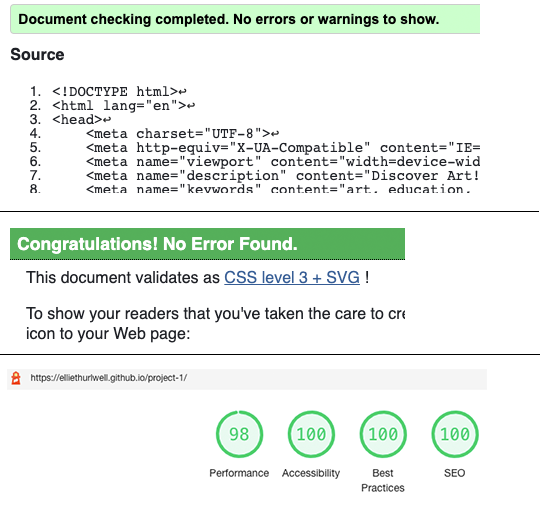 Document checking completed. No errors or warnings to show.
Source
1. <!DOCTYPE html>↩
2. <html lang="en">↩
3. <head>↩
4. <meta charset="UTF-8">↩
5. <meta http-equiv="X-UA-Compatible" content="IE=
6. <meta name="viewport" content="width=device-wid
7. <meta name="description" content="Discover Art!
8. <meta name="keywords" content="art, education,
Congratulations! No Error Found.
This document validates as CSS level 3 + SVG !
To show your readers that you've taken the care to cre
icon to your Web page:
https://elliethurlwell.github.io/project-1/
98 100 100 100
Performance Accessibility Best Practices SEO